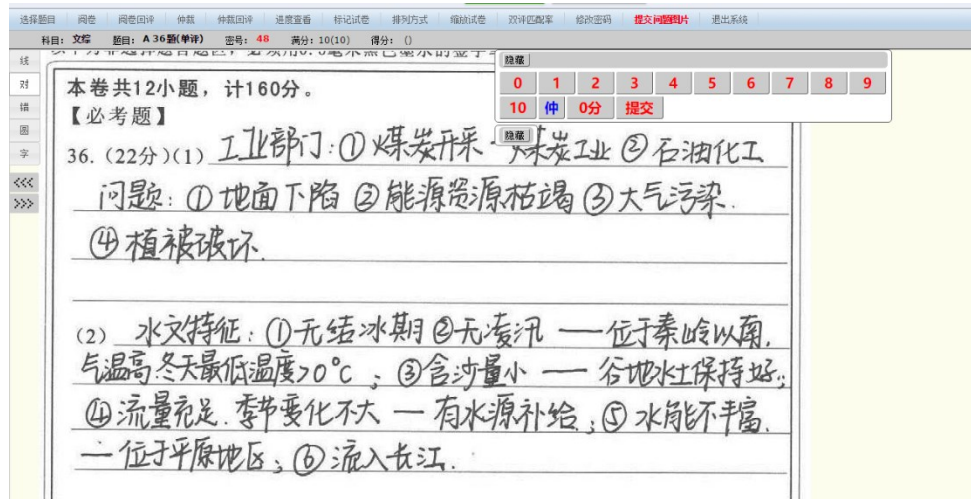 选择题目 阅卷 阅卷回评 仲裁 仲裁回评 进度查看 标记试卷 排列方式 缩放试卷 双评匹配率 修改密码 提交问题图片 退出系统
科目：文综 题目：A 36题(单评) 密号：48 满分：10(10) 得分：()
线
对
错
圈
字
<<<
>>>
隐藏
0 1 2 3 4 5 6 7 8 9
10 仲 0分 提交
隐藏
本卷共12小题，计160分。
【必考题】
36.（22分）(1) 工业部门：①煤炭开采 煤炭工业 ②石油化工
问题：①地面下陷 ②能源资源枯竭 ③大气污染.
④植被破坏.
(2) 水文特征：①无结冰期 ②无凌汛 — 位于秦岭以南,
气温高.冬天最低温度>0°C；③含沙量小 — 谷地水土保持好；
④流量充足.季节变化不大 — 有水源补给；⑤水能不丰富.
— 位于平原地区；⑥流入长江.